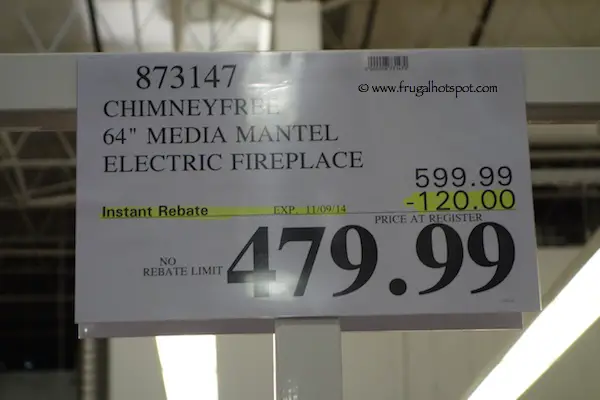 873147
© www.frugalhotspot.com
CHIMNEYFREE
64" MEDIA MANTEL
ELECTRIC FIREPLACE
599.99
Instant Rebate EXP. 11/09/14 -120.00
PRICE AT REGISTER
NO
REBATE LIMIT
479.99